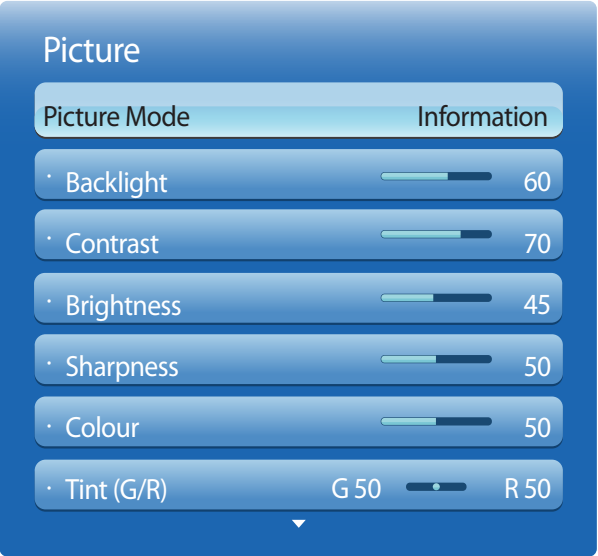 Picture
Picture Mode Information
· Backlight 60
· Contrast 70
· Brightness 45
· Sharpness 50
· Colour 50
· Tint (G/R) G 50 R 50